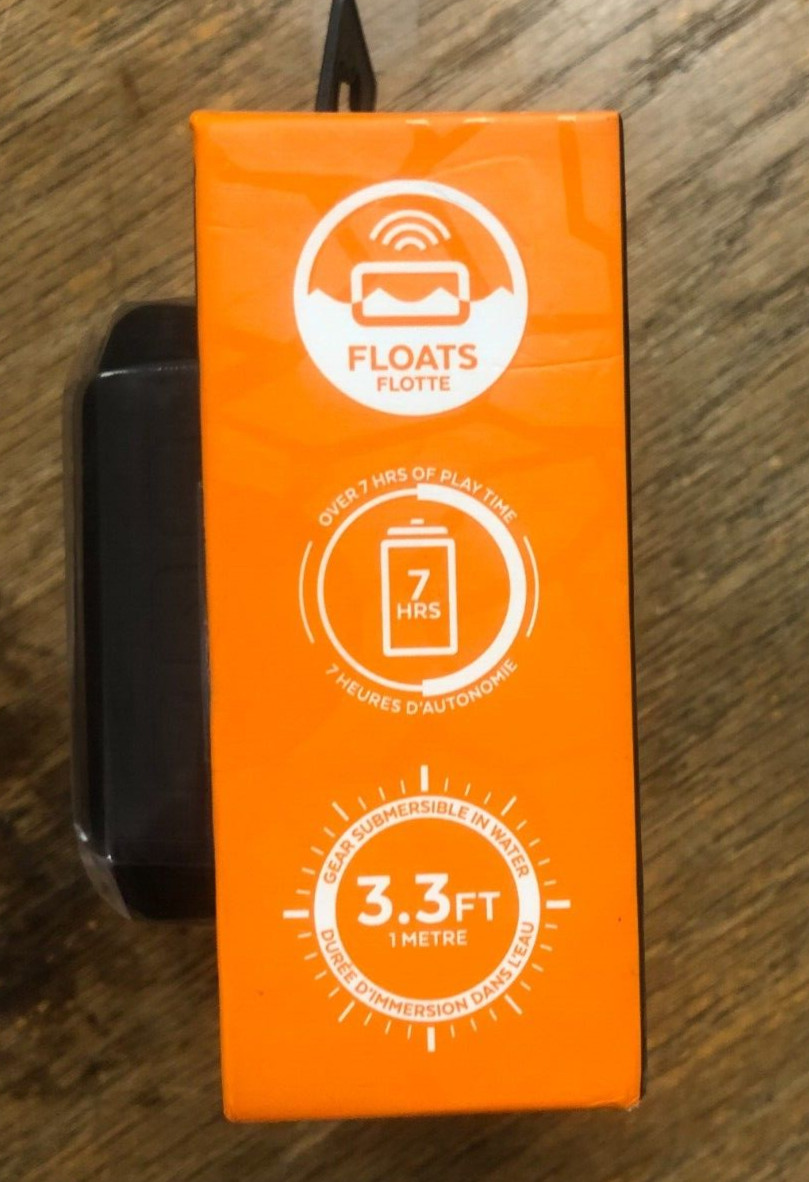 FLOATS
FLOTTE
OVER 7 HRS OF PLAY TIME
7
HRS
7 HEURES D'AUTONOMIE
GEAR SUBMERSIBLE IN WATER
3.3FT
1 METRE
DURÉE D'IMMERSION DANS L'EAU